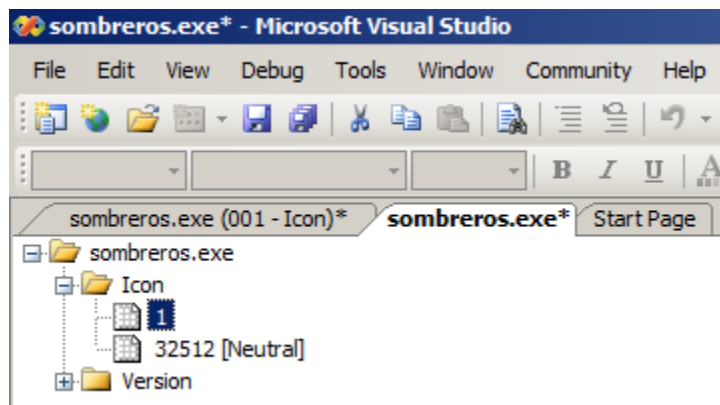 sombreros.exe* - Microsoft Visual Studio
File Edit View Debug Tools Window Community Help
B I U A
sombreros.exe (001 - Icon)* sombreros.exe* Start Page
sombreros.exe
Icon
1
32512 [Neutral]
Version